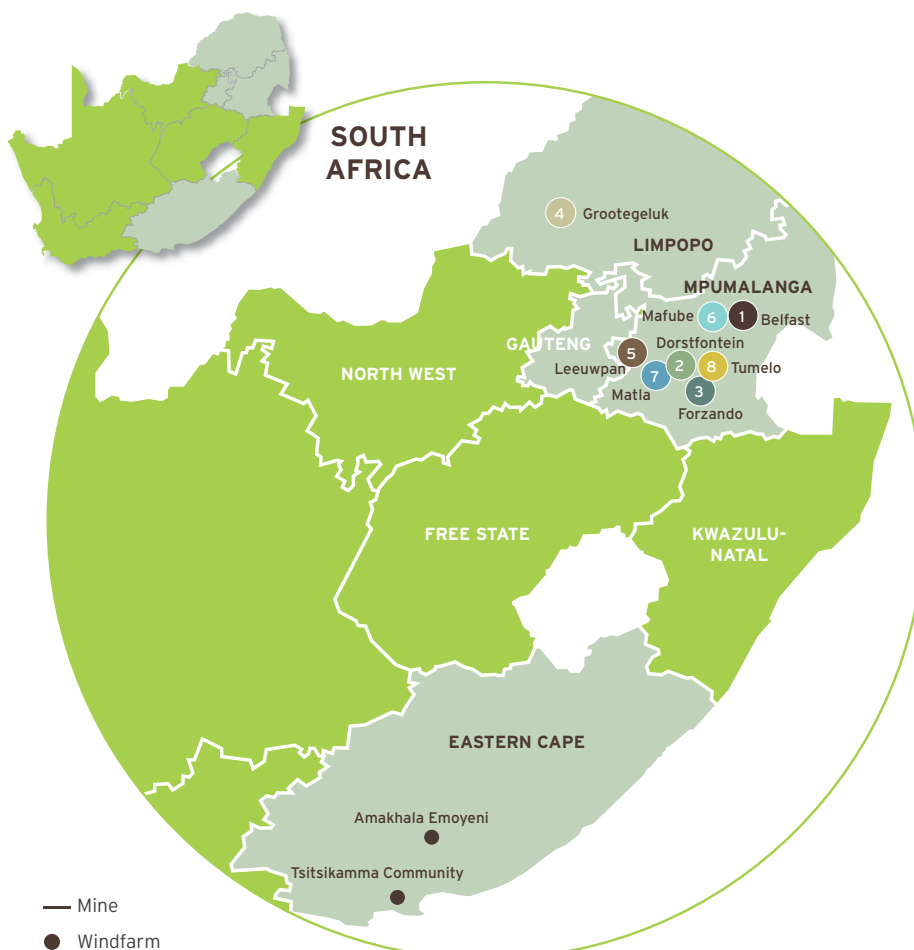 SOUTH
AFRICA
4
Grootegeluk
LIMPOPO
MPUMALANGA
Mafube
6
1
Belfast
GAUTENG
Dorstfontein
5
Leeuwpan
2
8
Tumelo
NORTH WEST
7
Matla
3
Forzando
FREE STATE
KWAZULU-
NATAL
EASTERN CAPE
Amakhala Emoyeni
Tsitsikamma Community
Mine
Windfarm